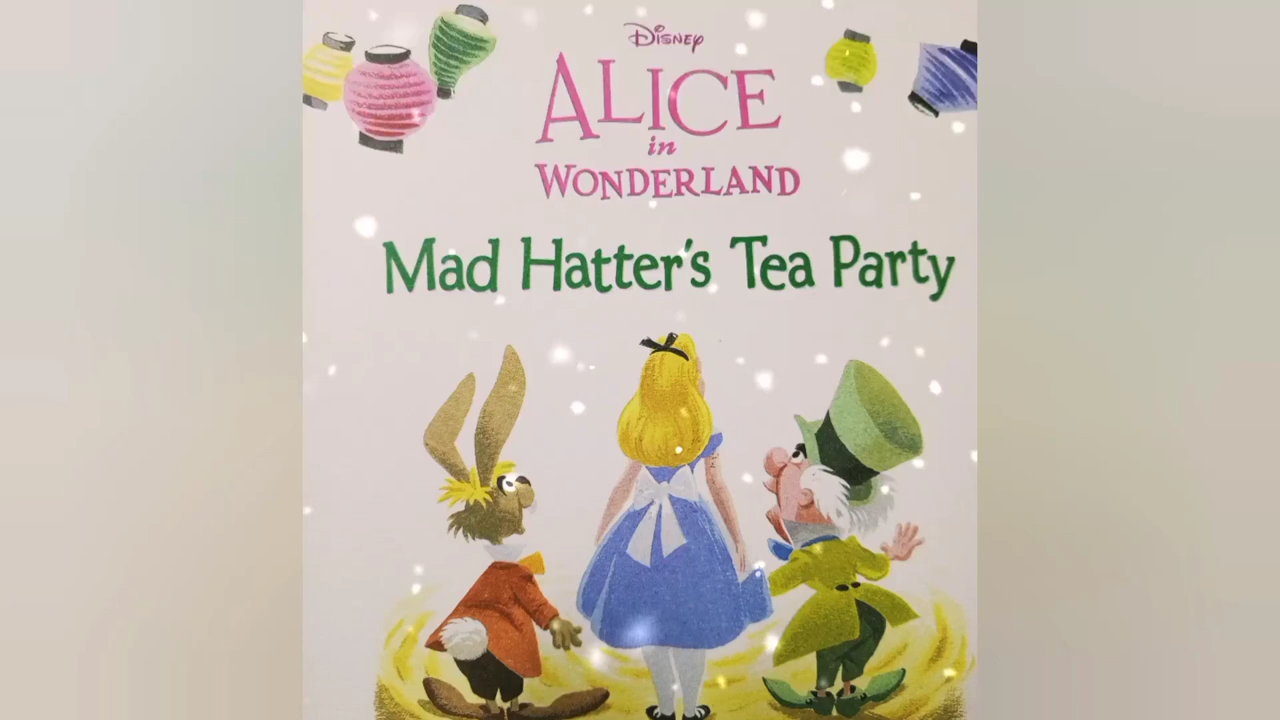 Disney
ALICE
in
WONDERLAND
Mad Hatter's Tea Party